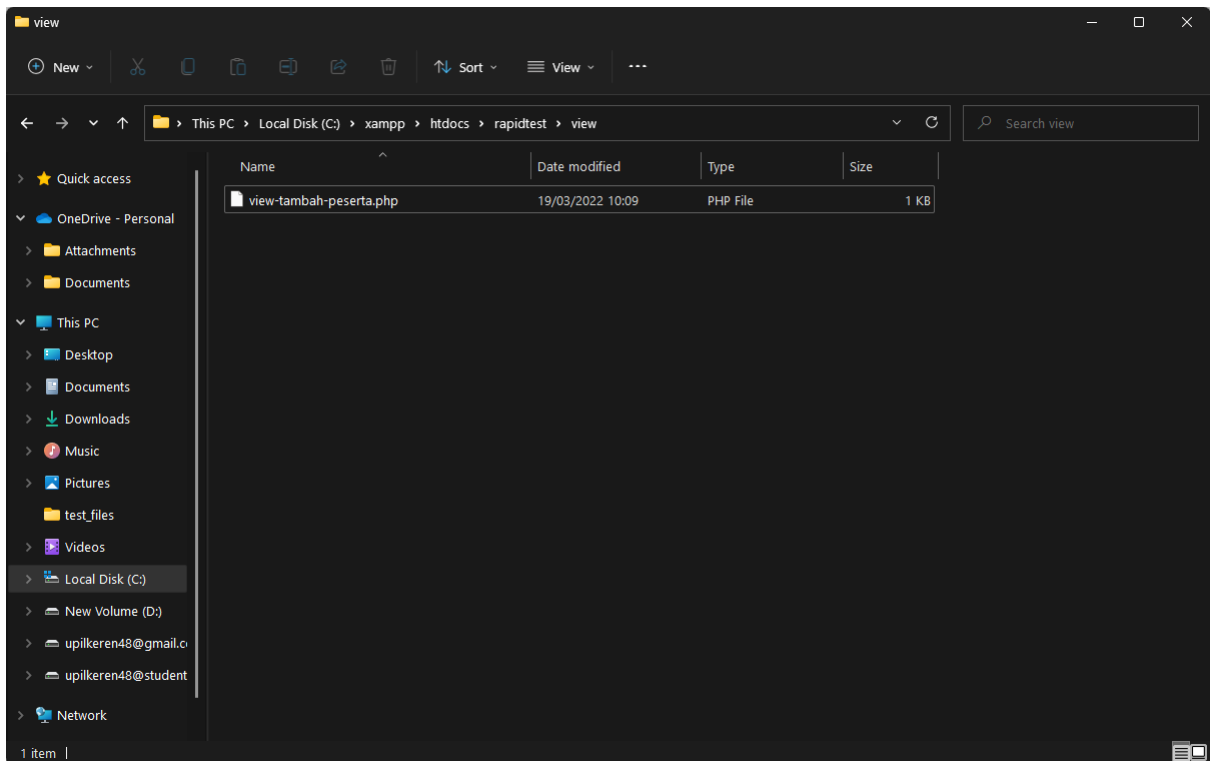 view
New
Sort
View
This PC
Local Disk (C:)
xampp
htdocs
rapidtest
view
Search view
Quick access
OneDrive - Personal
Attachments
Documents
This PC
Desktop
Documents
Downloads
Music
Pictures
test_files
Videos
Local Disk (C:)
New Volume (D:)
upilkeren48@gmail.c
upilkeren48@student
Network
Name
Date modified
Type
Size
view-tambah-peserta.php
19/03/2022 10:09
PHP File
1 KB
1 item